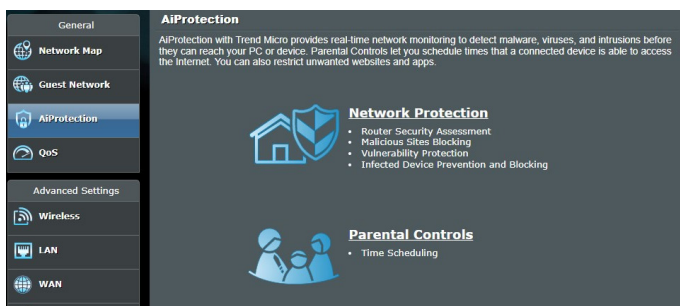 General
Network Map
Guest Network
AiProtection
QoS
Advanced Settings
Wireless
LAN
WAN
AiProtection
AiProtection with Trend Micro provides real-time network monitoring to detect malware, viruses, and intrusions before
they can reach your PC or device. Parental Controls let you schedule times that a connected device is able to access
the Internet. You can also restrict unwanted websites and apps.
Network Protection
• Router Security Assessment
• Malicious Sites Blocking
• Vulnerability Protection
• Infected Device Prevention and Blocking
Parental Controls
• Time Scheduling